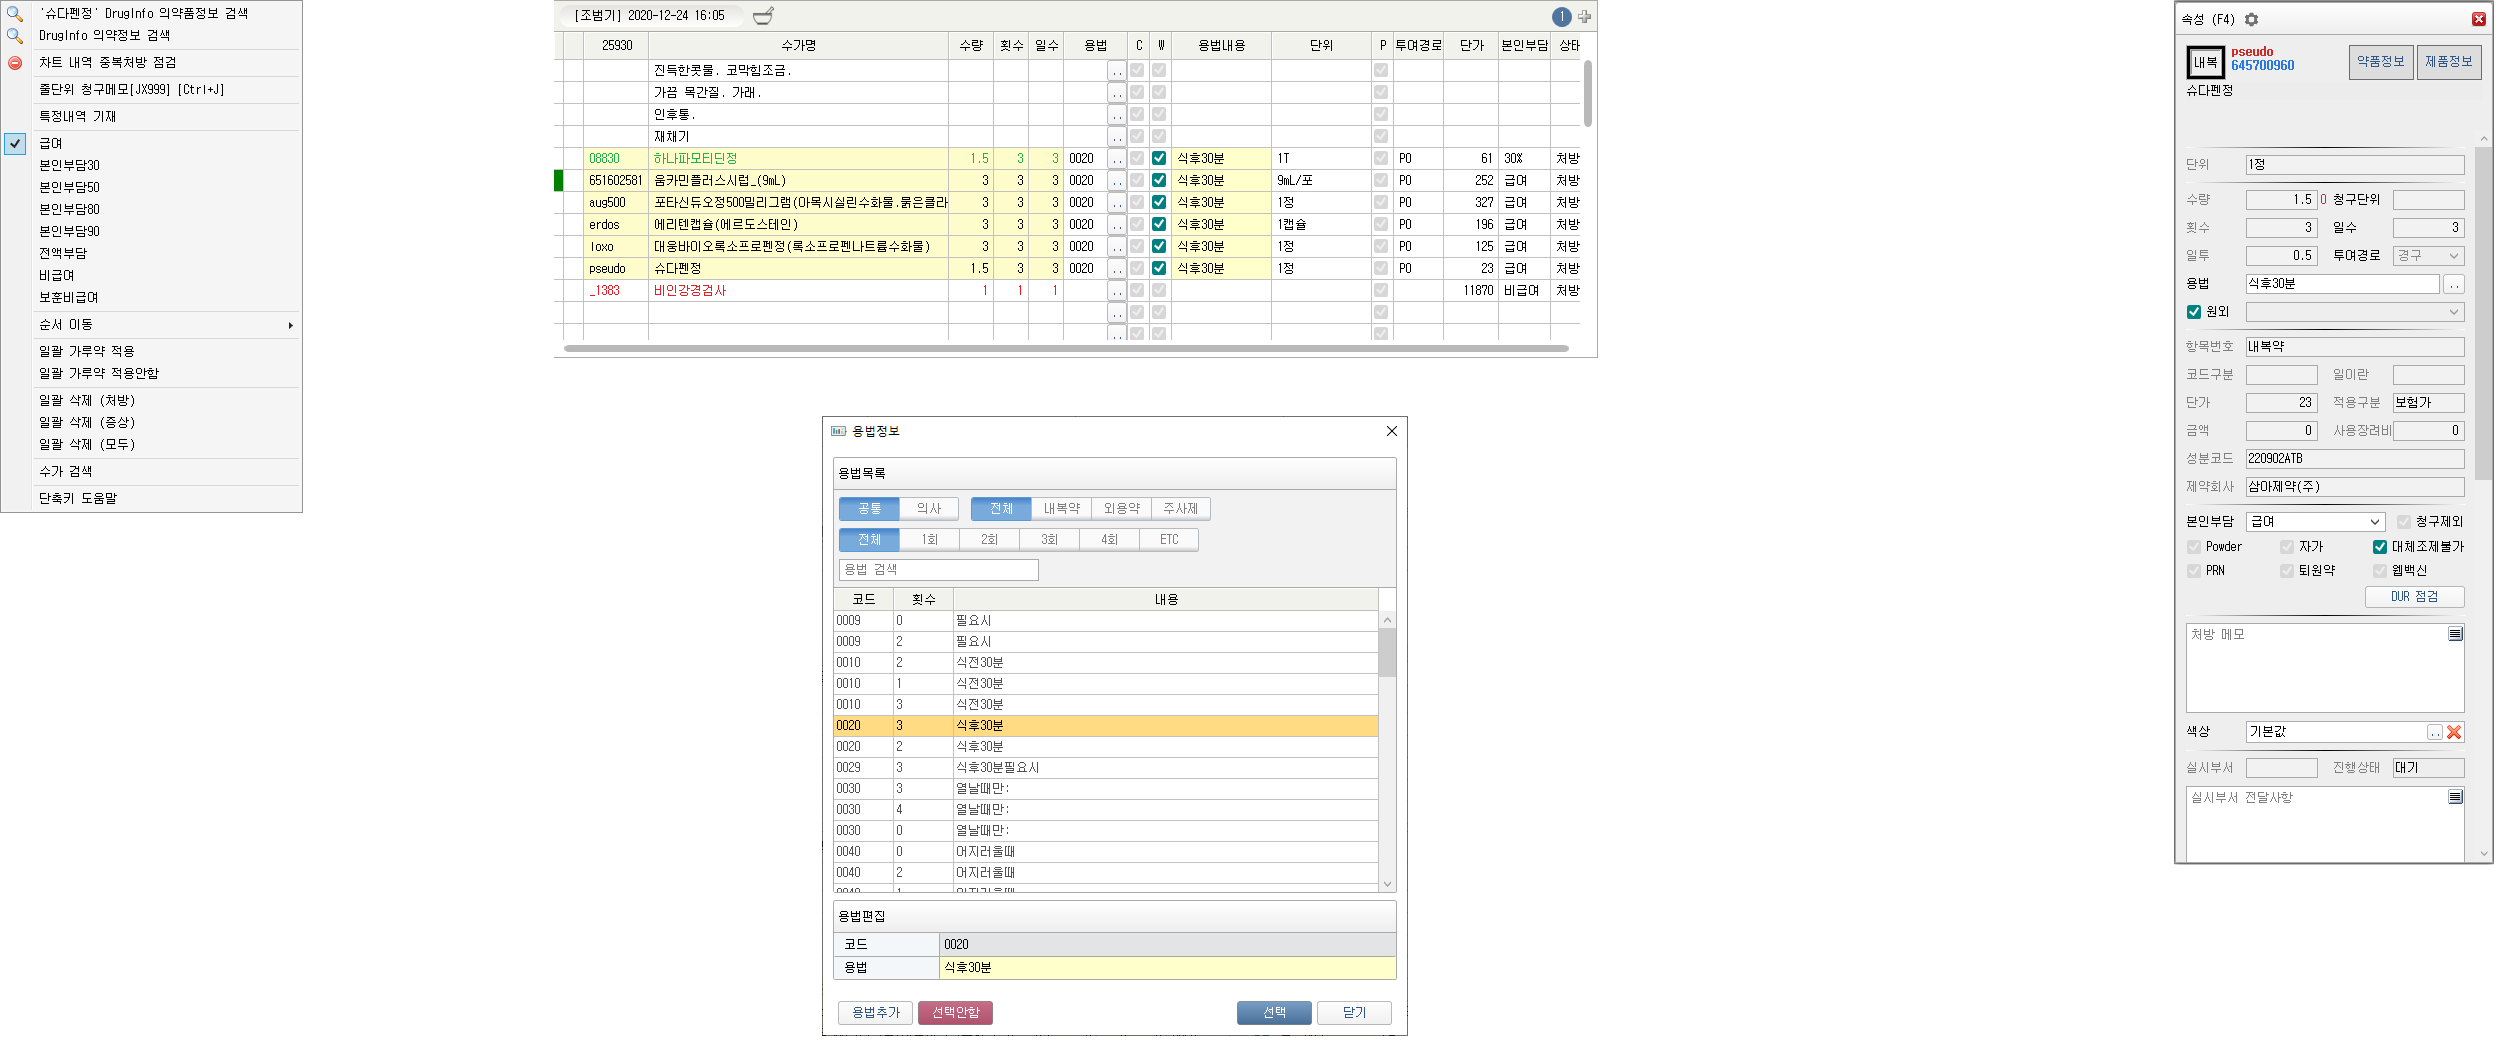 '슈다펜정' DrugInfo 의약품정보 검색
DrugInfo 의약정보 검색
차트 내역 중복처방 점검
줄단위 청구메모[JX999] [Ctrl+J]
특정내역 기재
급여
본인부담30
본인부담50
본인부담80
본인부담90
전액부담
비급여
보훈비급여
순서 이동
일괄 가루약 적용
일괄 가루약 적용안함
일괄 삭제 (처방)
일괄 삭제 (증상)
일괄 삭제 (모두)
수가 검색
단축키 도움말
[조범기] 2020-12-24 16:05 1
25930 수가명 수량 횟수 일수 용법 C W 용법내용 단위 P 투여경로 단가 본인부담 상태
진득한콧물. 코막힘조금. ..
가끔 목간질. 가래. ..
인후통. ..
재채기 ..
08830 하나파모티딘정 1.5 3 3 0020 .. 식후30분 1T PO 61 30% 처방
651602581 움카민플러스시럽_(9mL) 3 3 3 0020 .. 식후30분 9mL/포 PO 252 급여 처방
aug500 포타신듀오정500밀리그램(아목시실린수화물.묽은클라 3 3 3 0020 .. 식후30분 1정 PO 327 급여 처방
erdos 에리텐캡슐(에르도스테인) 3 3 3 0020 .. 식후30분 1캡슐 PO 196 급여 처방
loxo 대웅바이오록소프로펜정(록소프로펜나트륨수화물) 3 3 3 0020 .. 식후30분 1정 PO 125 급여 처방
pseudo 슈다펜정 1.5 3 3 0020 .. 식후30분 1정 PO 23 급여 처방
_1383 비인강경검사 1 1 1 .. 11870 비급여 처방
..
..
용법정보
용법목록
공통 의사 전체 내복약 외용약 주사제
전체 1회 2회 3회 4회 ETC
용법 검색
코드 횟수 내용
0009 0 필요시
0009 2 필요시
0010 2 식전30분
0010 1 식전30분
0010 3 식전30분
0020 3 식후30분
0020 2 식후30분
0029 3 식후30분필요시
0030 3 열날때만:
0030 4 열날때만:
0030 0 열날때만:
0040 0 어지러울때
0040 2 어지러울때
0040 1 어지러울때
용법편집
코드 0020
용법 식후30분
용법추가 선택안함 선택 닫기
속성 (F4)
내복 pseudo 645700960 약품정보 제품정보
슈다펜정
단위 1정
수량 1.5 0 청구단위
횟수 3 일수 3
일투 0.5 투여경로 경구
용법 식후30분 ..
원외
항목번호 내복약
코드구분 일이란
단가 23 적용구분 보험가
금액 0 사용장려비 0
성분코드 220902ATB
제약회사 삼아제약(주)
본인부담 급여 청구제외
Powder 자가 대체조제불가
PRN 퇴원약 웹백신
DUR 점검
처방 메모
색상 기본값 ..
실시부서 진행상태 대기
실시부서 전달사항